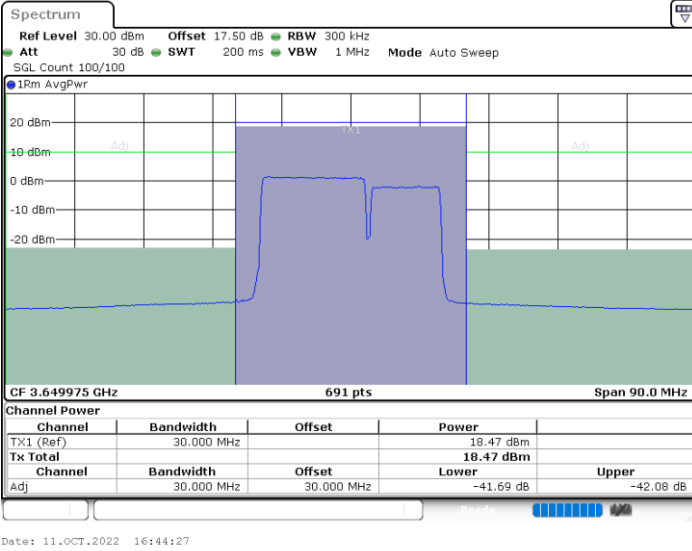 Spectrum
Ref Level 30.00 dBm Offset 17.50 dB RBW 300 kHz
Att 30 dB SWT 200 ms VBW 1 MHz Mode Auto Sweep
SGL Count 100/100
1Rm AvgPwr
20 dBm
TX1
Adj Adj
10 dBm
0 dBm
-10 dBm
-20 dBm
CF 3.649975 GHz 691 pts Span 90.0 MHz
Channel Power
Channel Bandwidth Offset Power
TX1 (Ref) 30.000 MHz 18.47 dBm
Tx Total 18.47 dBm
Channel Bandwidth Offset Lower Upper
Adj 30.000 MHz 30.000 MHz -41.69 dB -42.08 dB
Ready
Date: 11.OCT.2022 16:44:27